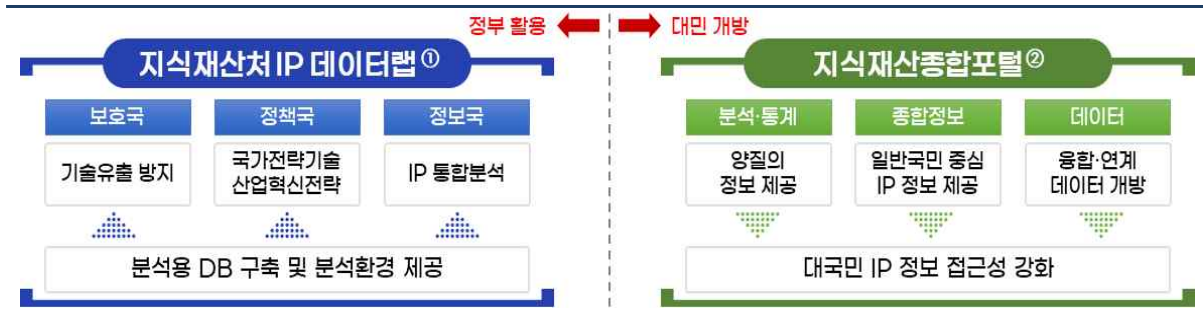 정부 활용 대민 개방
지식재산처 IP 데이터랩①
보호국 정책국 정보국
기술유출 방지
국가전략기술
산업혁신전략
IP 통합분석
분석용 DB 구축 및 분석환경 제공
지식재산종합포털②
분석·통계 종합정보 데이터
양질의
정보 제공
일반국민 중심
IP 정보 제공
융합·연계
데이터 개방
대국민 IP 정보 접근성 강화